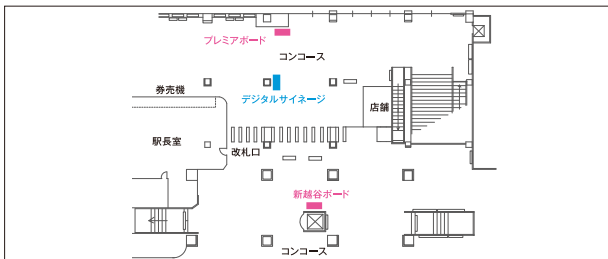 プレミアボード
コンコース
券売機
デジタルサイネージ
店舗
駅長室
改札口
新越谷ボード
コンコース